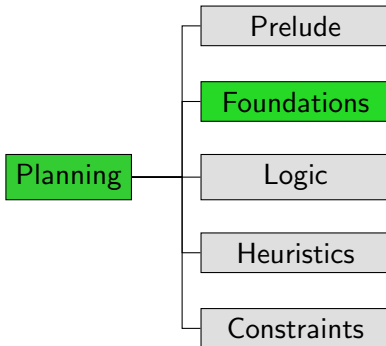 Prelude
Foundations
Planning
Logic
Heuristics
Constraints